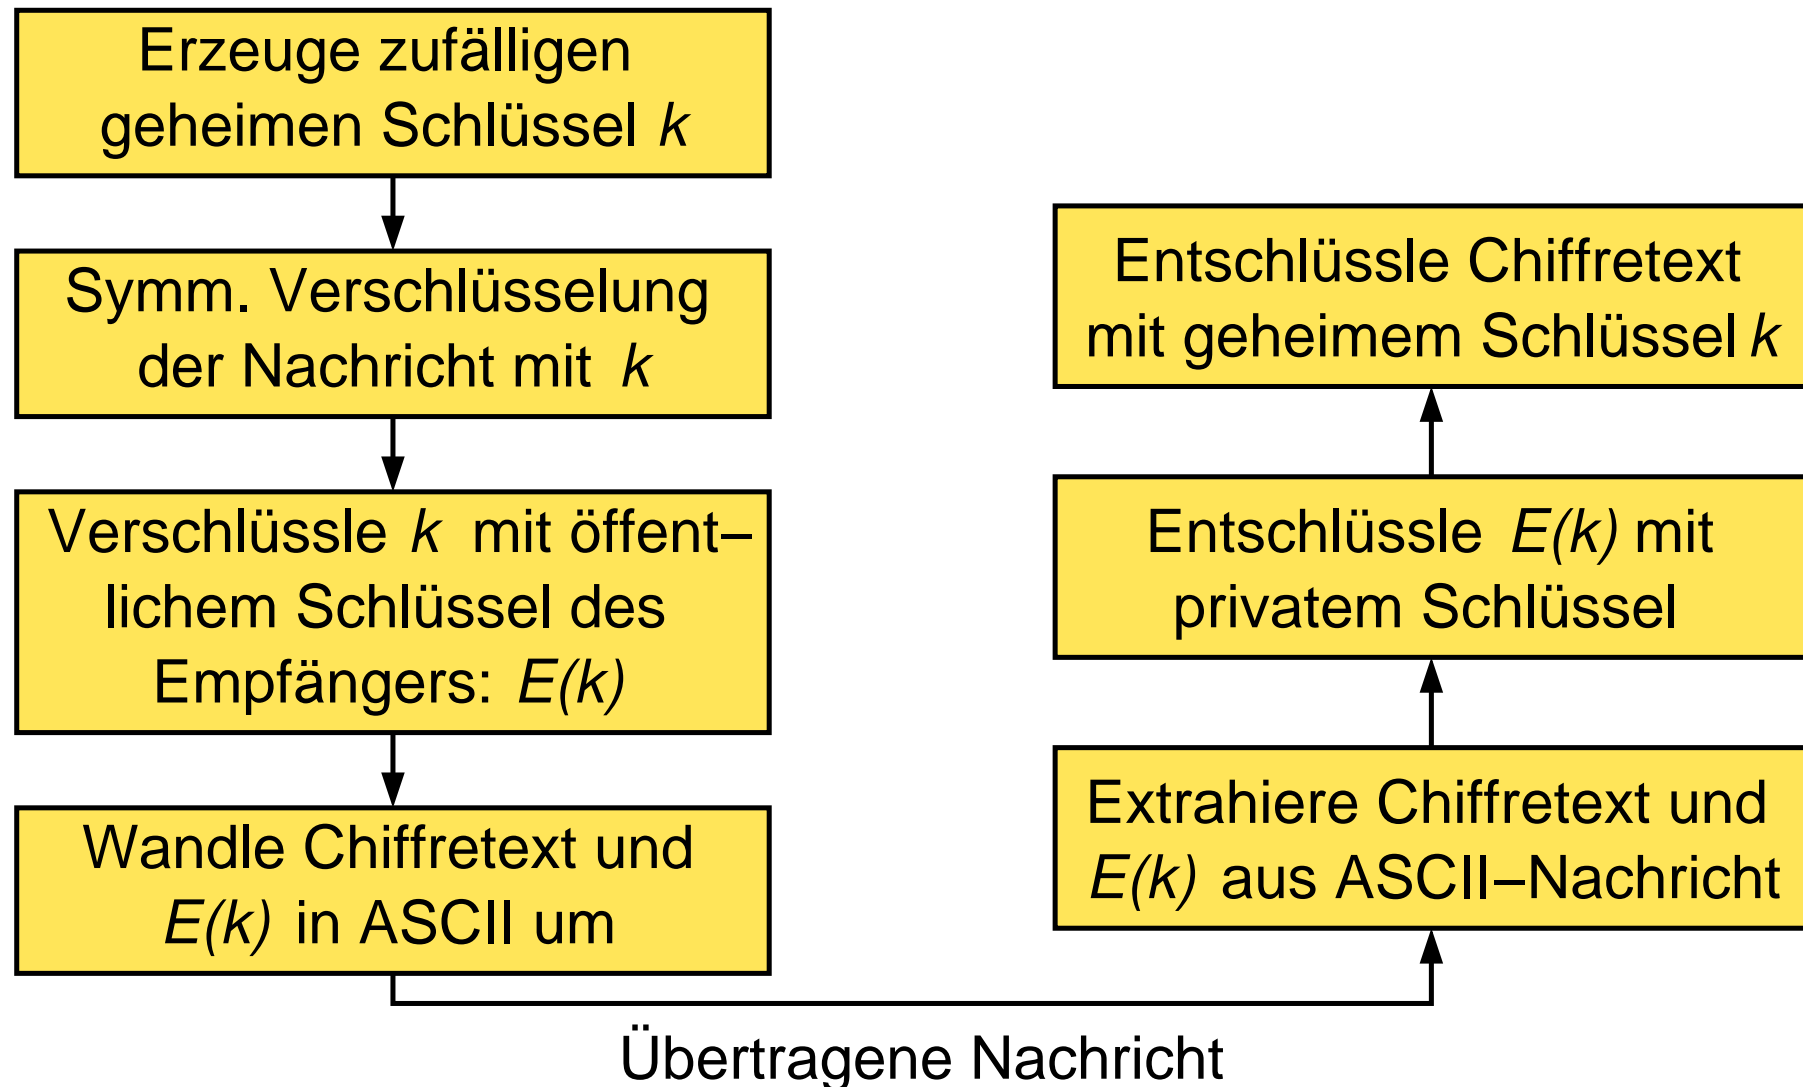 Erzeuge zufälligen
geheimen Schlüssel k
Symm. Verschlüsselung
der Nachricht mit k
Verschlüssle k mit öffent–
lichem Schlüssel des
Empfängers: E(k)
Wandle Chiffretext und
E(k) in ASCII um
Übertragene Nachricht
Extrahiere Chiffretext und
E(k) aus ASCII–Nachricht
Entschlüssle E(k) mit
privatem Schlüssel
Entschlüssle Chiffretext
mit geheimem Schlüssel k